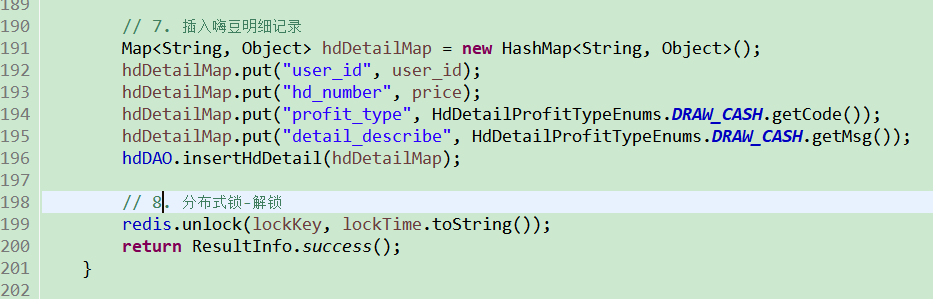 189
190 // 7. 插入嗨豆明细记录
191 Map<String, Object> hdDetailMap = new HashMap<String, Object>();
192 hdDetailMap.put("user_id", user_id);
193 hdDetailMap.put("hd_number", price);
194 hdDetailMap.put("profit_type", HdDetailProfitTypeEnums.DRAW_CASH.getCode());
195 hdDetailMap.put("detail_describe", HdDetailProfitTypeEnums.DRAW_CASH.getMsg());
196 hdDAO.insertHdDetail(hdDetailMap);
197
198 // 8. 分布式锁-解锁
199 redis.unlock(lockKey, lockTime.toString());
200 return ResultInfo.success();
201 }
202